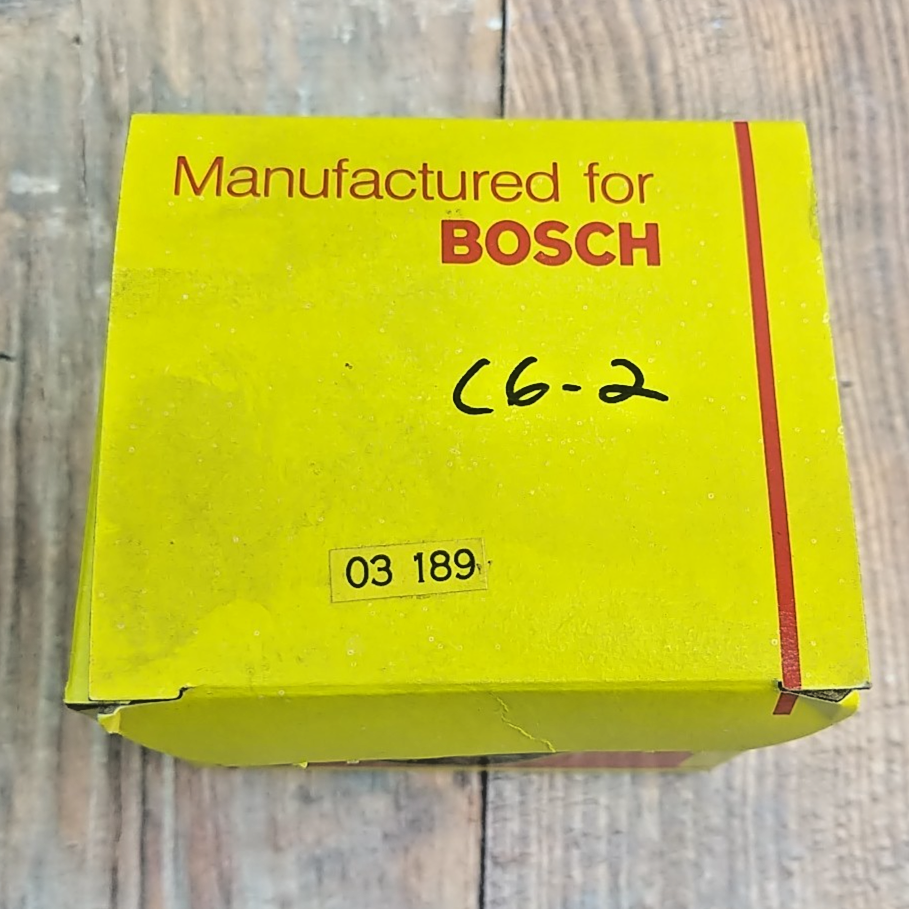 Manufactured for
BOSCH
C6-2
03 189